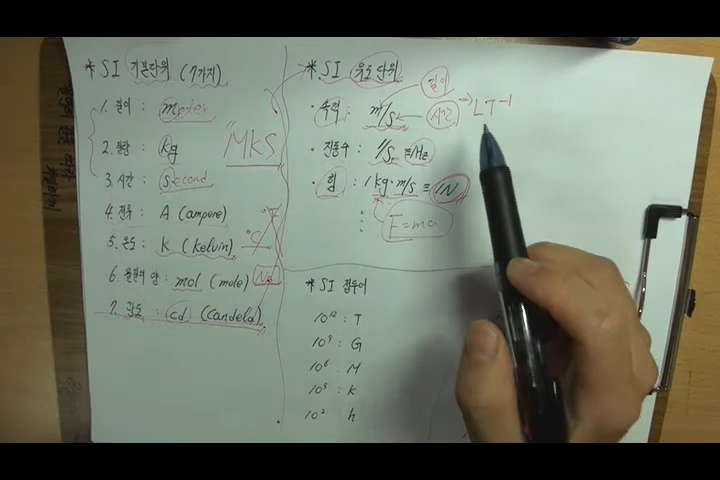 * SI 기본단위 (7가지)
1. 길이 : meter
2. 질량 : kg
3. 시간 : second
4. 전류 : A (ampere)
5. 온도 : K (kelvin)
6. 물질의 양 : mol (mole)
7. 광도 : cd (candela)
MKS
°F
°C
* SI 유도단위
길이
· 속력 : m/s
시간
⇒ LT⁻¹
· 진동수 : 1/s ≡ Hz
· 힘 : 1 kg·m/s ≡ 1N
F=ma
* SI 접두어
10¹² : T
10⁹ : G
10⁶ : M
10³ : k
10² : h